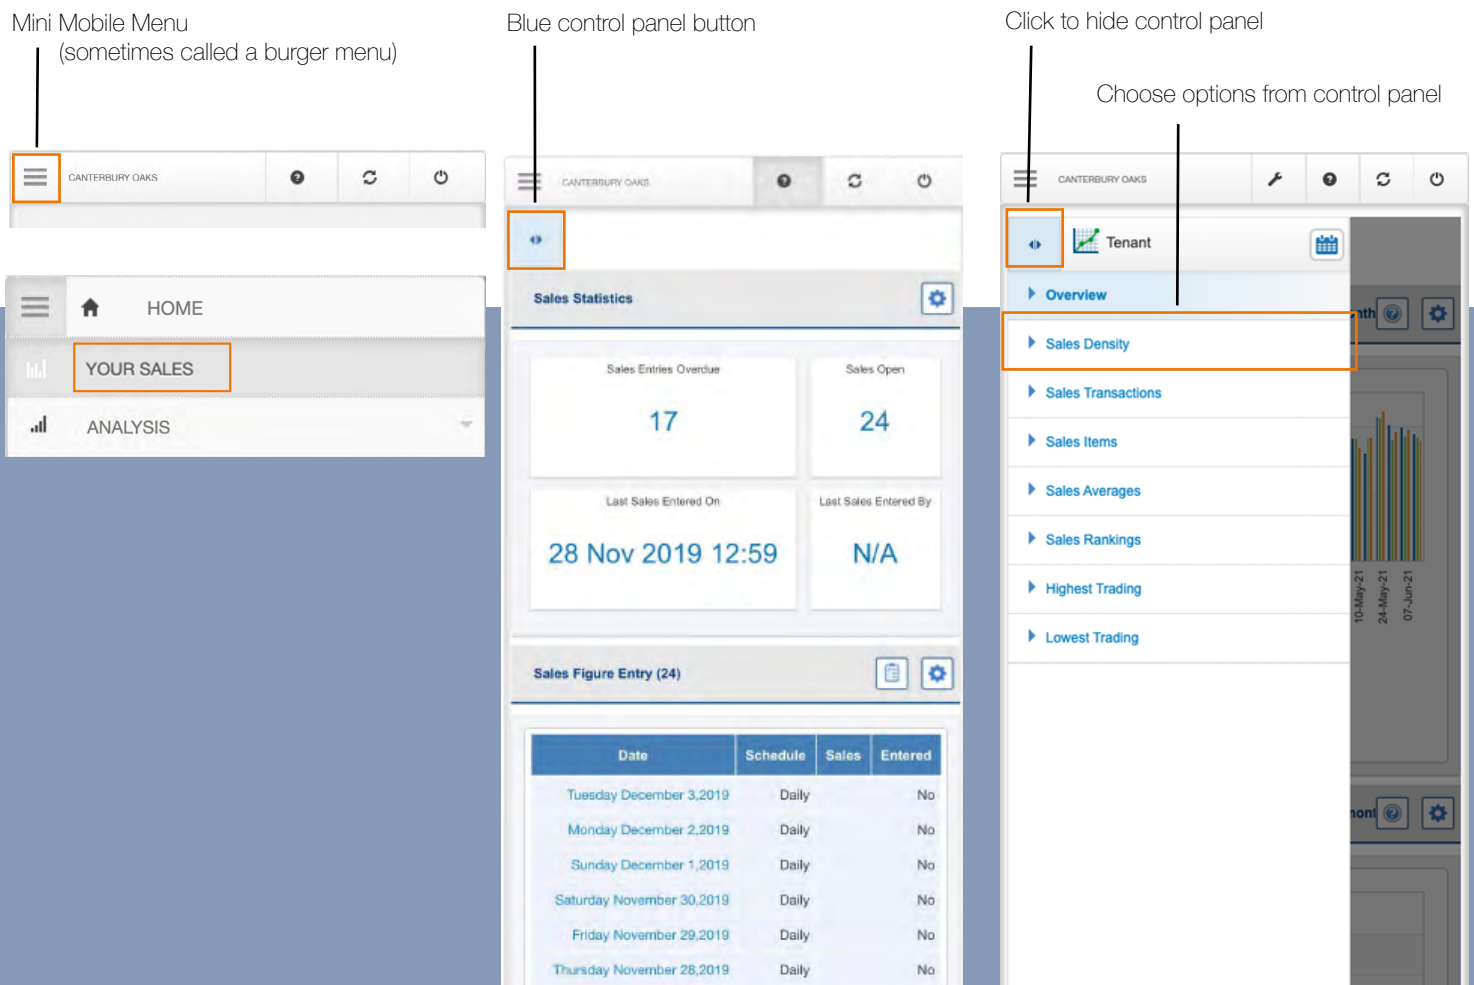 Mini Mobile Menu
(sometimes called a burger menu)
CANTERBURY OAKS
HOME
YOUR SALES
ANALYSIS
Blue control panel button
CANTERBURY OAKS
Sales Statistics
Sales Entries Overdue
Sales Open
17
24
Last Sales Entered On
Last Sales Entered By
28 Nov 2019 12:59
N/A
Sales Figure Entry (24)
Date Schedule Sales Entered
Tuesday December 3,2019 Daily No
Monday December 2,2019 Daily No
Sunday December 1,2019 Daily No
Saturday November 30,2019 Daily No
Friday November 29,2019 Daily No
Thursday November 28,2019 Daily No
Click to hide control panel
Choose options from control panel
CANTERBURY OAKS
Tenant
Overview
Sales Density
Sales Transactions
Sales Items
Sales Averages
Sales Rankings
Highest Trading
Lowest Trading
nth
10-May-21
24-May-21
07-Jun-21
mont